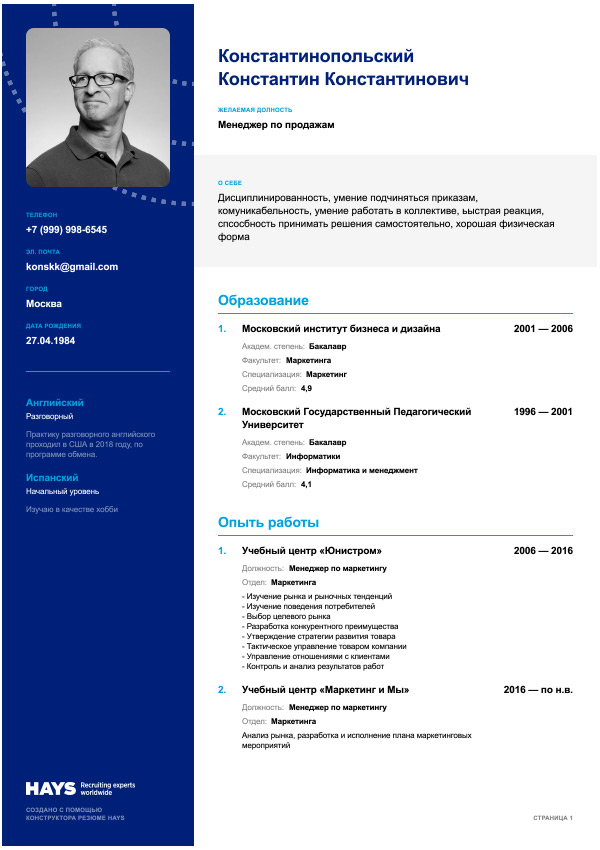 Константинопольский
Константин Константинович
ЖЕЛАЕМАЯ ДОЛНОСТЬ
Менеджер по продажам
О СЕБЕ
Дисциплинированность, умение подчиняться приказам,
комуникабельность, умение работать в коллективе, ыыстрая реакция,
спсосбность принимать решения самостоятельно, хорошая физическая
форма
ТЕЛЕФОН
+7 (999) 998-6545
ЭЛ. ПОЧТА
konskk@gmail.com
ГОРОД
Москва
ДАТА РОЖДЕНИЯ
27.04.1984
Английский
Разговорный
Практику разговорного английского
проходил в США в 2018 году, по
программе обмена.
Испанский
Начальный уровень
Изучаю в качестве хобби
Образование
1. Московский институт бизнеса и дизайна 2001 — 2006
Академ. степень: Бакалавр
Факультет: Маркетинга
Специализация: Маркетинг
Средний балл: 4,9
2. Московский Государственный Педагогический 1996 — 2001
Университет
Академ. степень: Бакалавр
Факультет: Информатики
Специализация: Информатика и менеджмент
Средний балл: 4,1
Опыть работы
1. Учебный центр «Юнистром» 2006 — 2016
Должность: Менеджер по маркетингу
Отдел: Маркетинга
- Изучение рынка и рыночных тенденций
- Изучение поведения потребителей
- Выбор целевого рынка
- Разработка конкурентного преимущества
- Утверждение стратегии развития товара
- Тактическое управление товаром компании
- Управление отношениями с клиентами
- Контроль и анализ результатов работ
2. Учебный центр «Маркетинг и Мы» 2016 — по н.в.
Должность: Менеджер по маркетингу
Отдел: Маркетинга
Анализ рынка, разработка и исполнение плана маркетинговых
мероприятий
HAYS Recruiting experts
worldwide
СОЗДАНО С ПОМОЩЬЮ
КОНСТРУКТОРА РЕЗЮМЕ HAYS
СТРАНИЦА 1